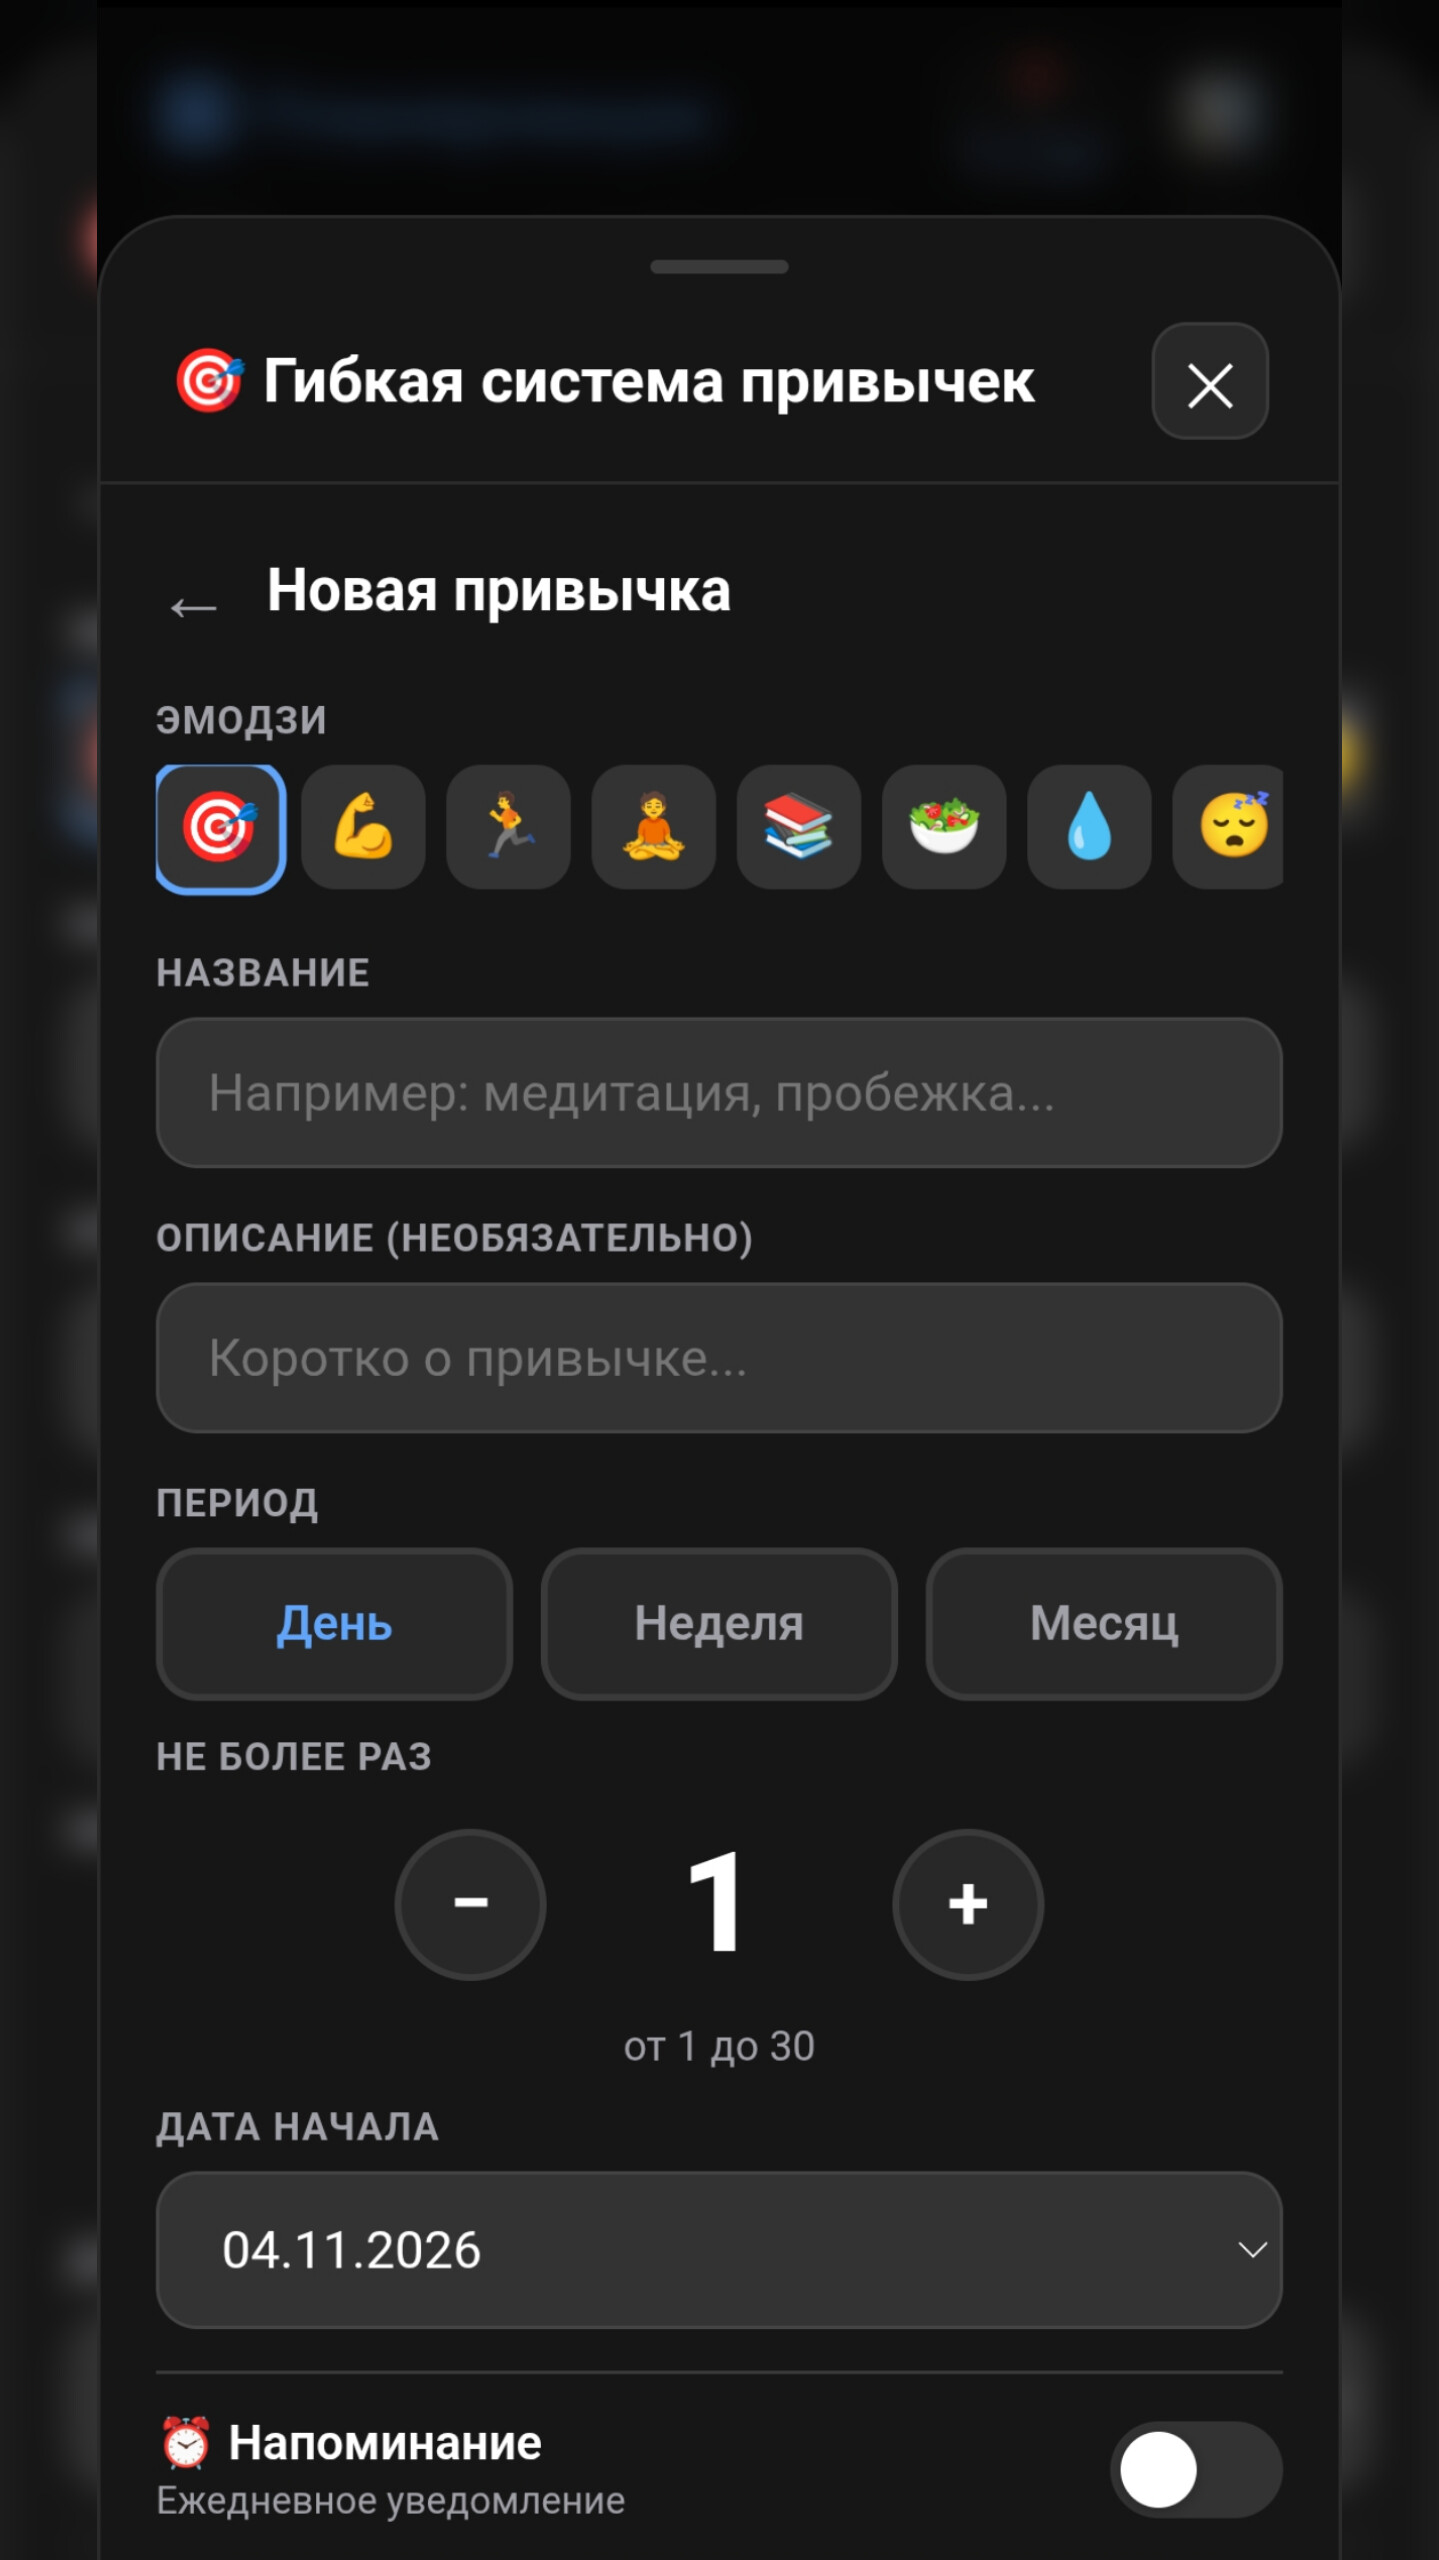 🎯 Гибкая система привычек
← Новая привычка
ЭМОДЗИ
НАЗВАНИЕ
Например: медитация, пробежка...
ОПИСАНИЕ (НЕОБЯЗАТЕЛЬНО)
Коротко о привычке...
ПЕРИОД
День Неделя Месяц
НЕ БОЛЕЕ РАЗ
− 1 +
от 1 до 30
ДАТА НАЧАЛА
04.11.2026
⏰ Напоминание
Ежедневное уведомление